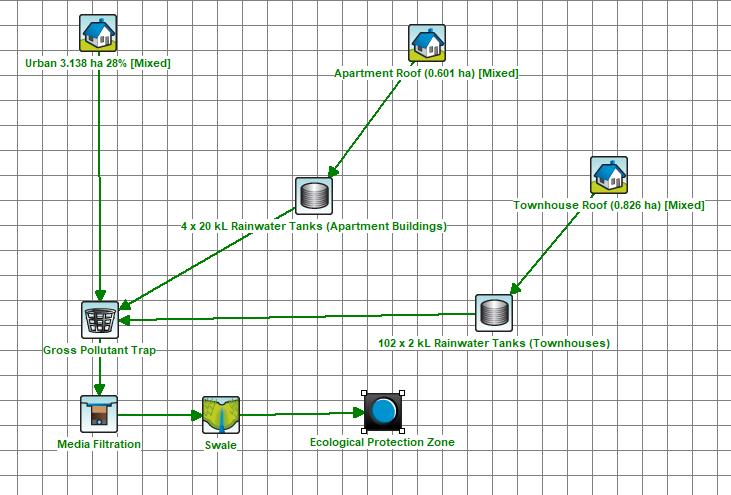 Urban 3.138 ha 28% [Mixed]
Apartment Roof (0.601 ha) [Mixed]
Townhouse Roof (0.826 ha) [Mixed]
4 x 20 kL Rainwater Tanks (Apartment Buildings)
102 x 2 kL Rainwater Tanks (Townhouses)
Gross Pollutant Trap
Media Filtration
Swale
Ecological Protection Zone